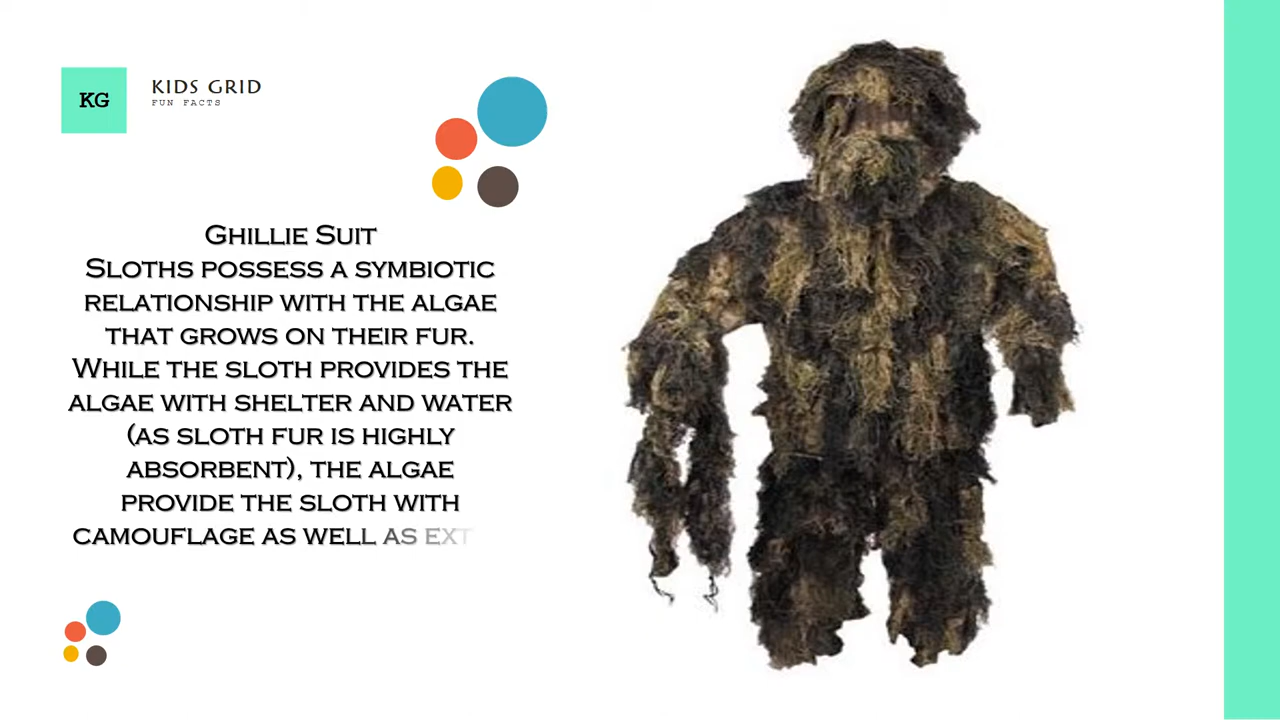 KG
KIDS GRID
FUN FACTS
Ghillie Suit
Sloths possess a symbiotic
relationship with the algae
that grows on their fur.
While the sloth provides the
algae with shelter and water
(as sloth fur is highly
absorbent), the algae
provide the sloth with
camouflage as well as ext